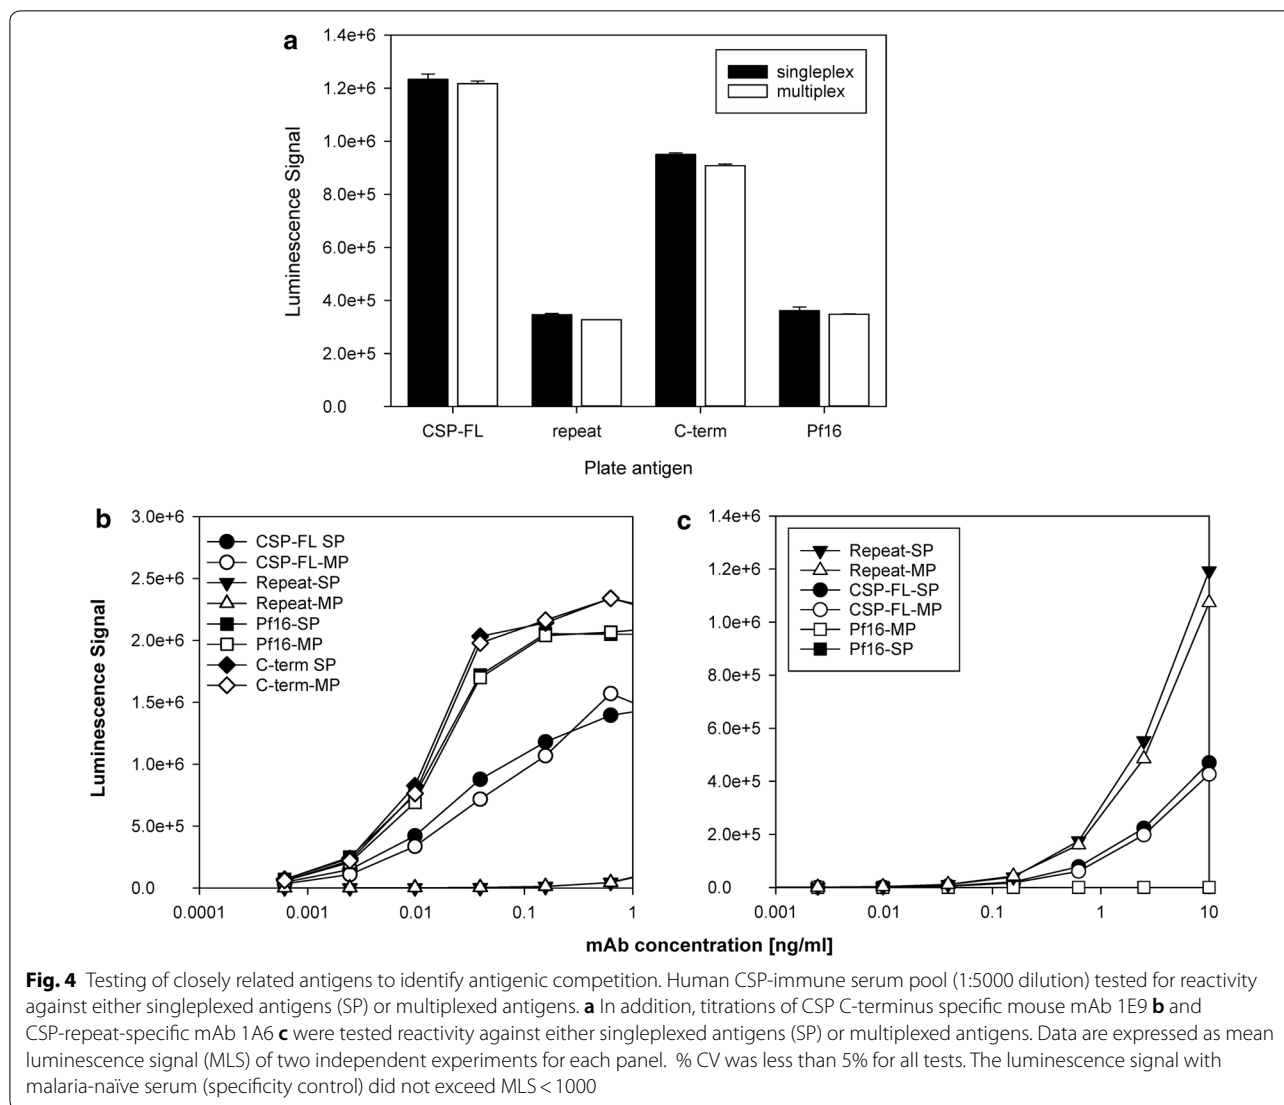 a
1.4e+6
1.2e+6
1.0e+6
8.0e+5
6.0e+5
4.0e+5
2.0e+5
0.0
Luminescence Signal
singleplex
multiplex
CSP-FL repeat C-term Pf16
Plate antigen
b
3.0e+6
2.5e+6
2.0e+6
1.5e+6
1.0e+6
5.0e+5
0.0
Luminescence Signal
CSP-FL SP
CSP-FL-MP
Repeat-SP
Repeat-MP
Pf16-SP
Pf16-MP
C-term SP
C-term-MP
0.0001 0.001 0.01 0.1 1
c
1.4e+6
1.2e+6
1.0e+6
8.0e+5
6.0e+5
4.0e+5
2.0e+5
0.0
Repeat-SP
Repeat-MP
CSP-FL-SP
CSP-FL-MP
Pf16-MP
Pf16-SP
0.001 0.01 0.1 1 10
mAb concentration [ng/ml]
Fig. 4 Testing of closely related antigens to identify antigenic competition. Human CSP-immune serum pool (1:5000 dilution) tested for reactivity
against either singleplexed antigens (SP) or multiplexed antigens. a In addition, titrations of CSP C-terminus specific mouse mAb 1E9 b and
CSP-repeat-specific mAb 1A6 c were tested reactivity against either singleplexed antigens (SP) or multiplexed antigens. Data are expressed as mean
luminescence signal (MLS) of two independent experiments for each panel. % CV was less than 5% for all tests. The luminescence signal with
malaria-naïve serum (specificity control) did not exceed MLS < 1000